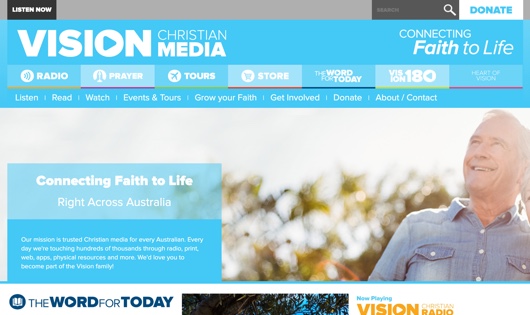 LISTEN NOW
SEARCH
DONATE
VISION CHRISTIAN MEDIA
CONNECTING
Faith to Life
RADIO
PRAYER
TOURS
STORE
THE WORD FOR TODAY
VISION 180
HEART OF VISION
Listen
Read
Watch
Events & Tours
Grow your Faith
Get Involved
Donate
About / Contact
Connecting Faith to Life
Right Across Australia
Our mission is trusted Christian media for every Australian. Every
day we're touching hundreds of thousands through radio, print,
web, apps, physical resources and more. We'd love you to
become part of the Vision family!
THE WORD FOR TODAY
Now Playing
VISION CHRISTIAN RADIO